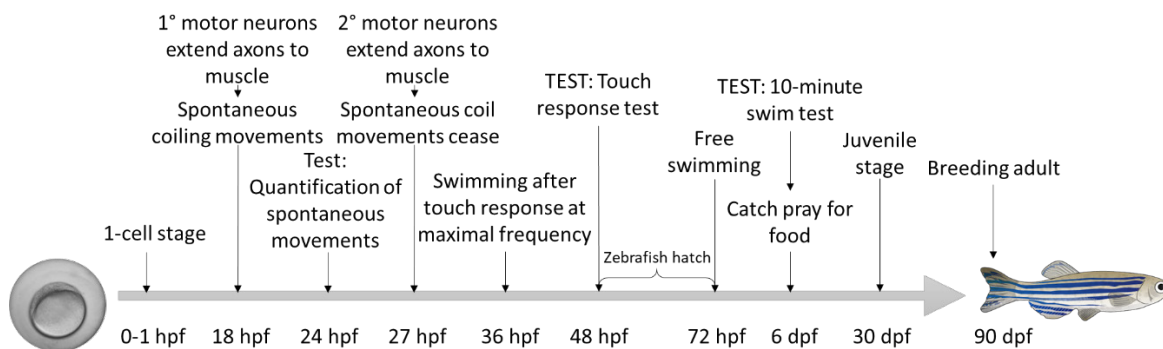 1° motor neurons
extend axons to
muscle
Spontaneous
coiling movements
2° motor neurons
extend axons to
muscle
Spontaneous coil
movements cease
TEST: Touch
response test
TEST: 10-minute
swim test
Free
swimming
Juvenile
stage
Breeding adult
Test:
Quantification of
spontaneous
movements
Swimming after
touch response at
maximal frequency
Catch pray for
food
1-cell stage
Zebrafish hatch
0-1 hpf
18 hpf
24 hpf
27 hpf
36 hpf
48 hpf
72 hpf
6 dpf
30 dpf
90 dpf